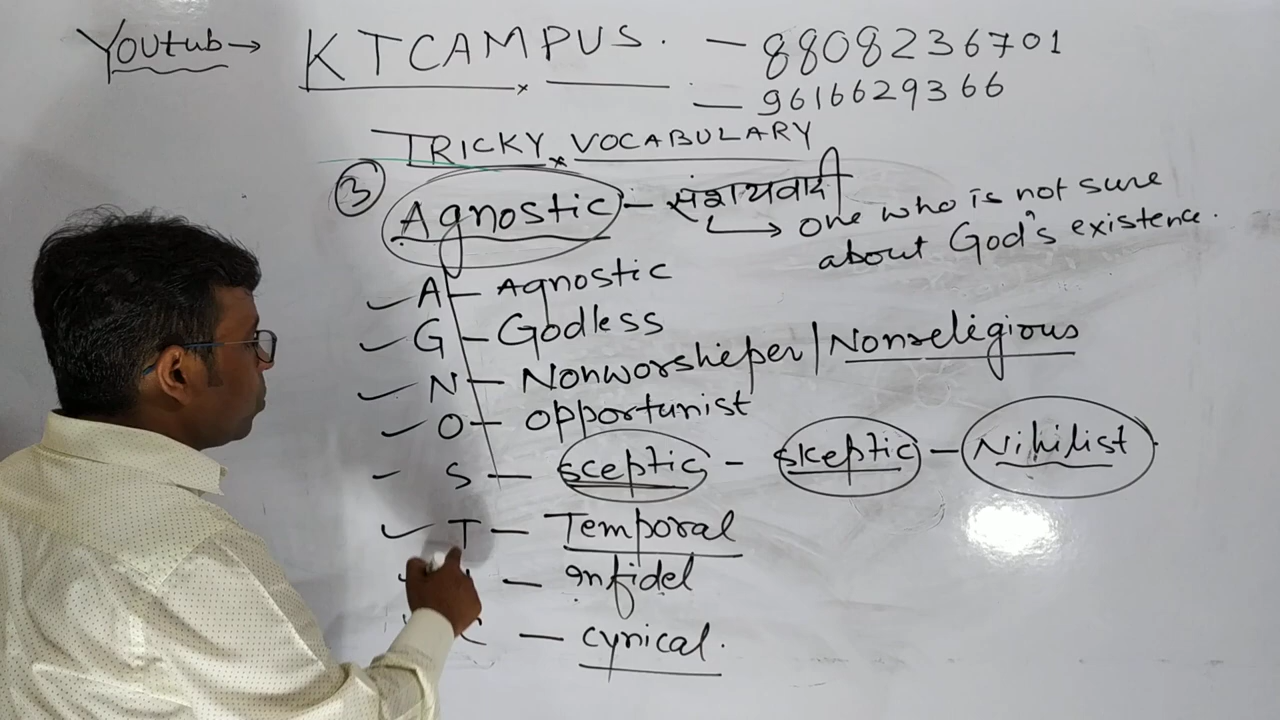 Youtub → KTCAMPUS. — 8808236701
— 9616629366
TRICKY VOCABULARY
③ Agnostic - संशयवादी
→ one who is not sure
about God's existence.
✓ A - Agnostic
✓ G - Godless
✓ N - Nonworshieper / Nonreligious
✓ O - Opportunist
- S - Sceptic - Skeptic - Nihilist
✓ T - Temporal
- Infidel
C - Cynical.